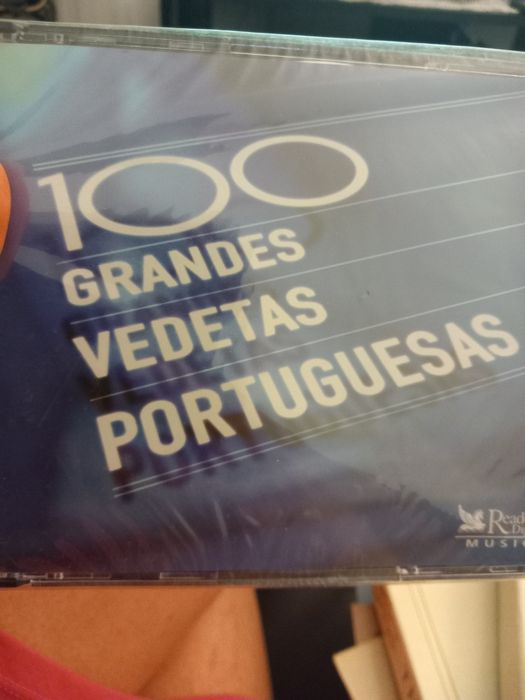 100
GRANDES
VEDETAS
PORTUGUESAS